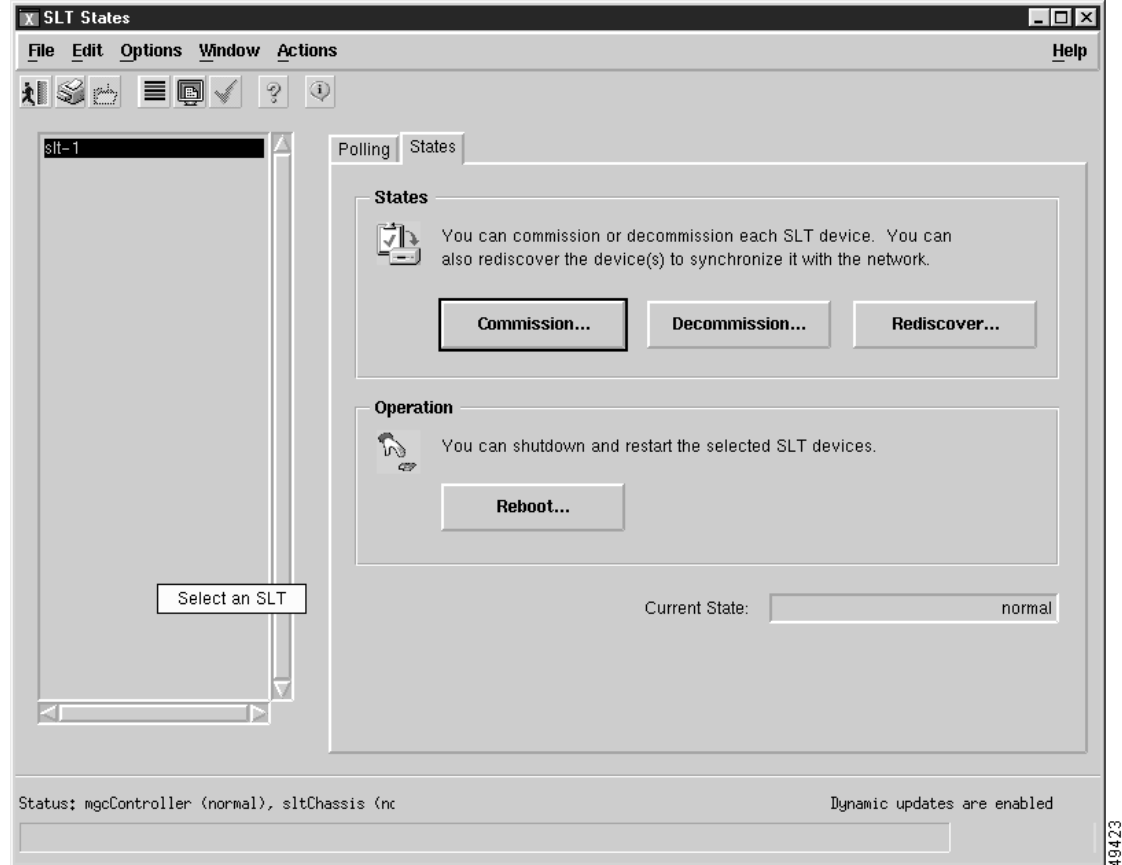 SLT States
File Edit Options Window Actions Help
slt-1
Polling States
States
You can commission or decommission each SLT device. You can
also rediscover the device(s) to synchronize it with the network.
Commission... Decommission... Rediscover...
Operation
You can shutdown and restart the selected SLT devices.
Reboot...
Select an SLT
Current State: normal
Status: mgcController (normal), sltChassis (no
Dynamic updates are enabled
49423